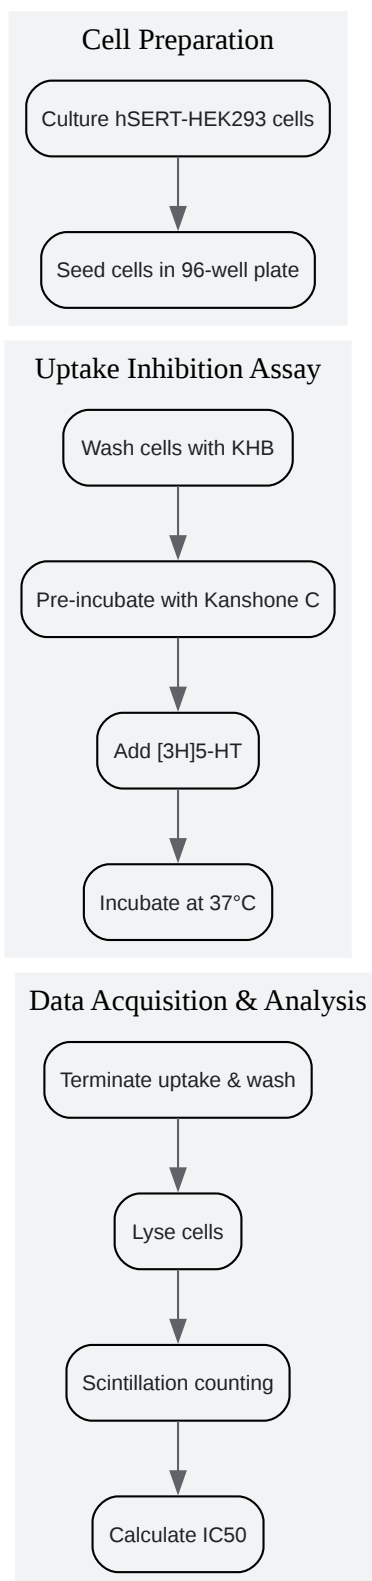 Cell Preparation
Culture hSERT-HEK293 cells
Seed cells in 96-well plate
Uptake Inhibition Assay
Wash cells with KHB
Pre-incubate with Kanshone C
Add [3H]5-HT
Incubate at 37°C
Data Acquisition & Analysis
Terminate uptake & wash
Lyse cells
Scintillation counting
Calculate IC50